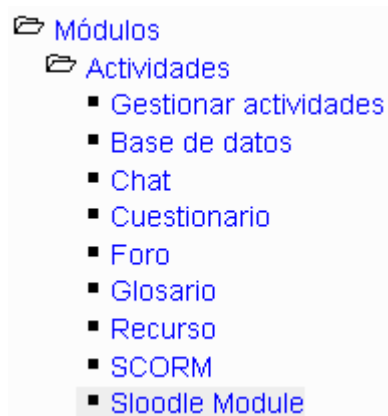 Módulos
Actividades
Gestionar actividades
Base de datos
Chat
Cuestionario
Foro
Glosario
Recurso
SCORM
Sloodle Module